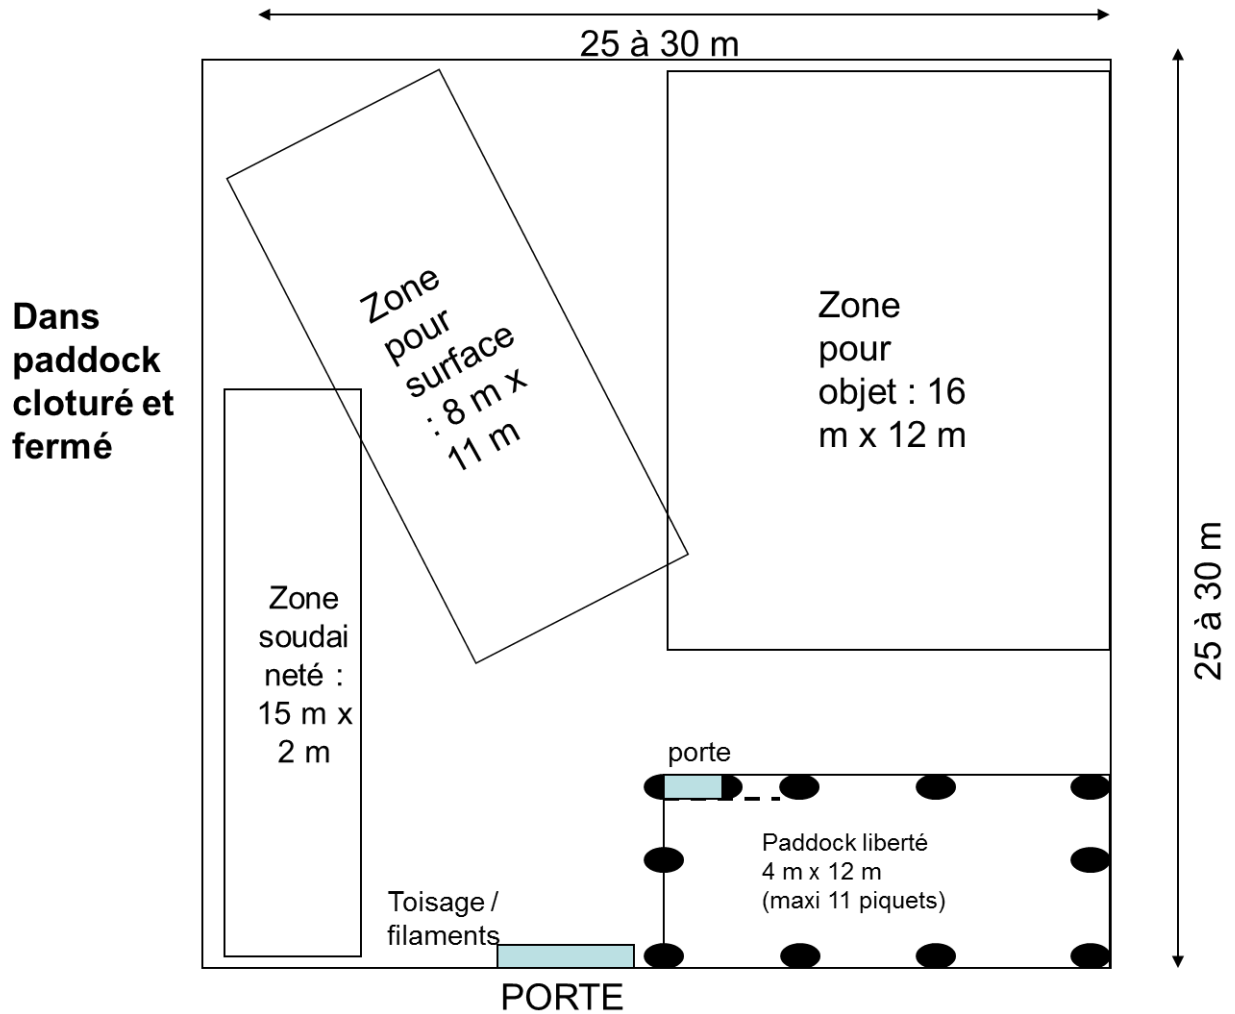 25 à 30 m
Dans
paddock
cloturé et
fermé
Zone
pour
surface
: 8 m x
11 m
Zone
pour
objet : 16
m x 12 m
25 à 30 m
Zone
soudai
neté :
15 m x
2 m
porte
Paddock liberté
4 m x 12 m
(maxi 11 piquets)
Toisage /
filaments
PORTE